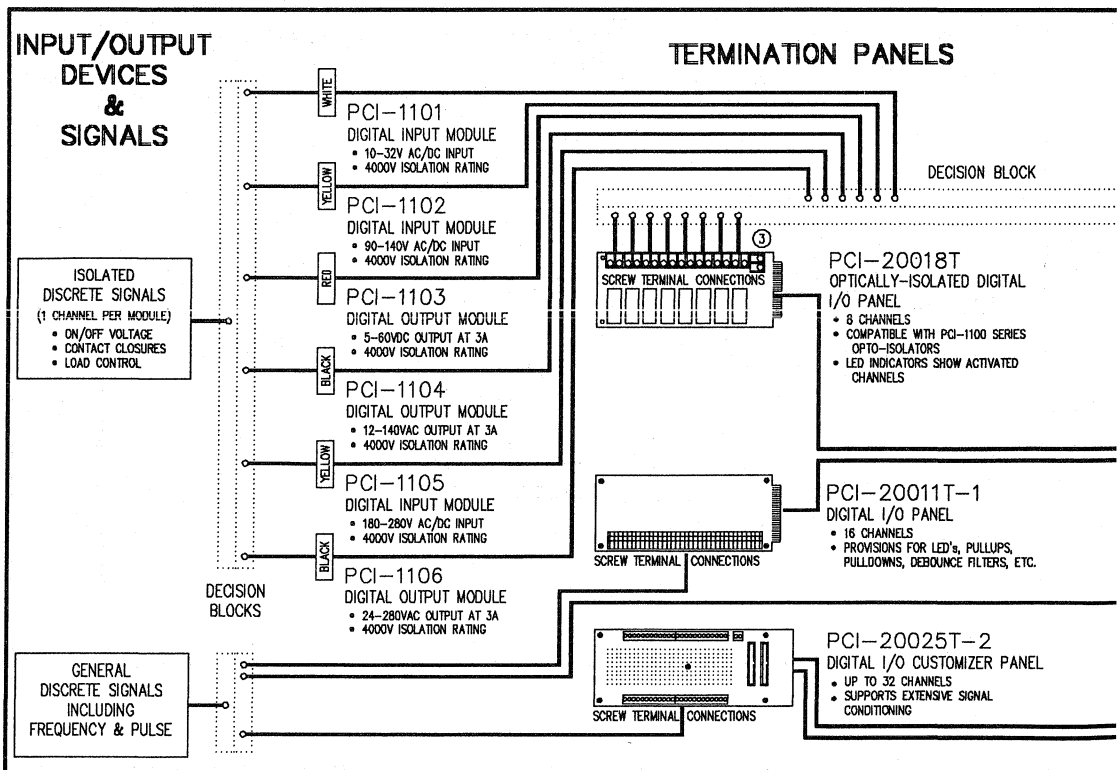 INPUT/OUTPUT
DEVICES
&
SIGNALS
TERMINATION PANELS
WHITE
PCI-1101
DIGITAL INPUT MODULE
• 10-32V AC/DC INPUT
• 4000V ISOLATION RATING
YELLOW
PCI-1102
DIGITAL INPUT MODULE
• 90-140V AC/DC INPUT
• 4000V ISOLATION RATING
RED
PCI-1103
DIGITAL OUTPUT MODULE
• 5-60VDC OUTPUT AT 3A
• 4000V ISOLATION RATING
BLACK
PCI-1104
DIGITAL OUTPUT MODULE
• 12-140VAC OUTPUT AT 3A
• 4000V ISOLATION RATING
YELLOW
PCI-1105
DIGITAL INPUT MODULE
• 180-280V AC/DC INPUT
• 4000V ISOLATION RATING
BLACK
PCI-1106
DIGITAL OUTPUT MODULE
• 24-280VAC OUTPUT AT 3A
• 4000V ISOLATION RATING
ISOLATED
DISCRETE SIGNALS
(1 CHANNEL PER MODULE)
• ON/OFF VOLTAGE
• CONTACT CLOSURES
• LOAD CONTROL
DECISION
BLOCKS
GENERAL
DISCRETE SIGNALS
INCLUDING
FREQUENCY & PULSE
DECISION BLOCK
3
SCREW TERMINAL CONNECTIONS
PCI-20018T
OPTICALLY-ISOLATED DIGITAL
I/O PANEL
• 8 CHANNELS
• COMPATIBLE WITH PCI-1100 SERIES
OPTO-ISOLATORS
• LED INDICATORS SHOW ACTIVATED
CHANNELS
SCREW TERMINAL CONNECTIONS
PCI-20011T-1
DIGITAL I/O PANEL
• 16 CHANNELS
• PROVISIONS FOR LED's, PULLUPS,
PULLDOWNS, DEBOUNCE FILTERS, ETC.
SCREW TERMINAL CONNECTIONS
PCI-20025T-2
DIGITAL I/O CUSTOMIZER PANEL
• UP TO 32 CHANNELS
• SUPPORTS EXTENSIVE SIGNAL
CONDITIONING